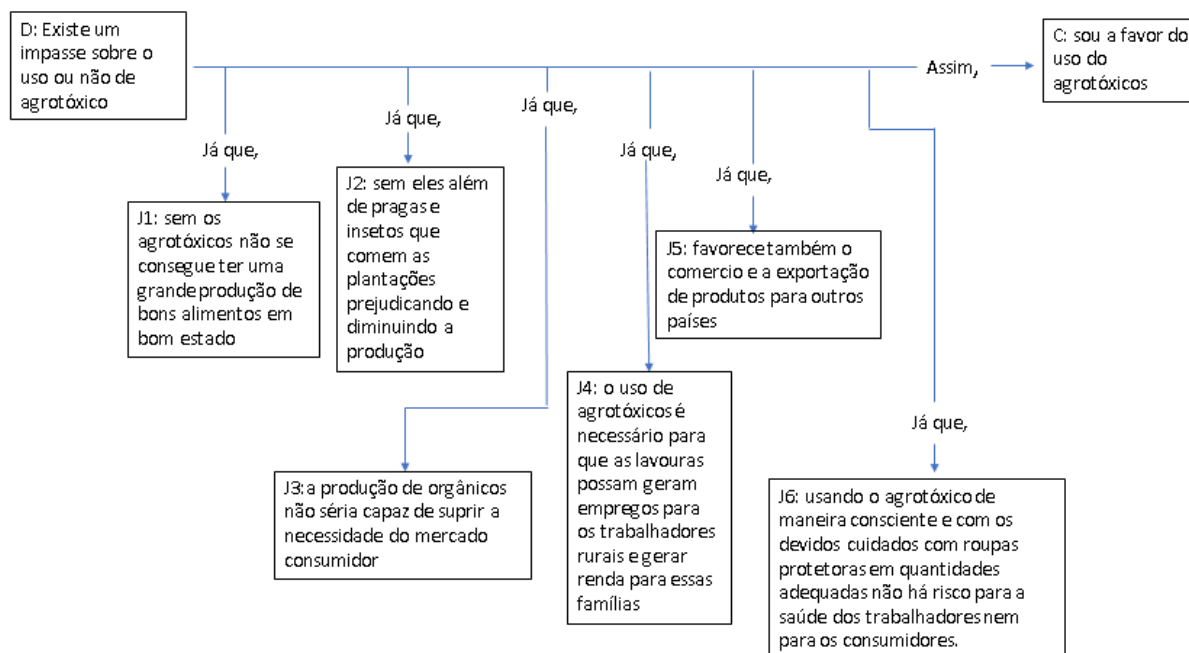 D: Existe um
impasse sobre o
uso ou não de
agrotóxico
Assim,
C: sou a favor do
uso do
agrotóxicos
Já que,
J1: sem os
agrotóxicos não se
consegue ter uma
grande produção de
bons alimentos em
bom estado
Já que,
J2: sem eles além
de pragas e
insetos que
comem as
plantações
prejudicando e
diminuindo a
produção
Já que,
J3: a produção de orgânicos
não séria capaz de suprir a
necessidade do mercado
consumidor
Já que,
J4: o uso de
agrotóxicos é
necessário para
que as lavouras
possam geram
empregos para
os trabalhadores
rurais e gerar
renda para essas
famílias
Já que,
J5: favorece também o
comercio e a exportação
de produtos para outros
países
Já que,
J6: usando o agrotóxico de
maneira consciente e com os
devidos cuidados com roupas
protetoras em quantidades
adequadas não há risco para a
saúde dos trabalhadores nem
para os consumidores.